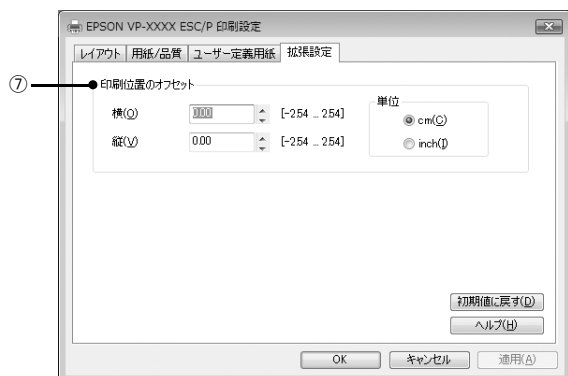 EPSON VP-XXXX ESC/P 印刷設定
レイアウト 用紙/品質 ユーザー定義用紙 拡張設定
⑦ 印刷位置のオフセット
横(O) 0.00 [-2.54 .. 2.54]
縦(V) 0.00 [-2.54 .. 2.54]
単位
cm(C)
inch(I)
初期値に戻す(D)
ヘルプ(H)
OK キャンセル 適用(A)